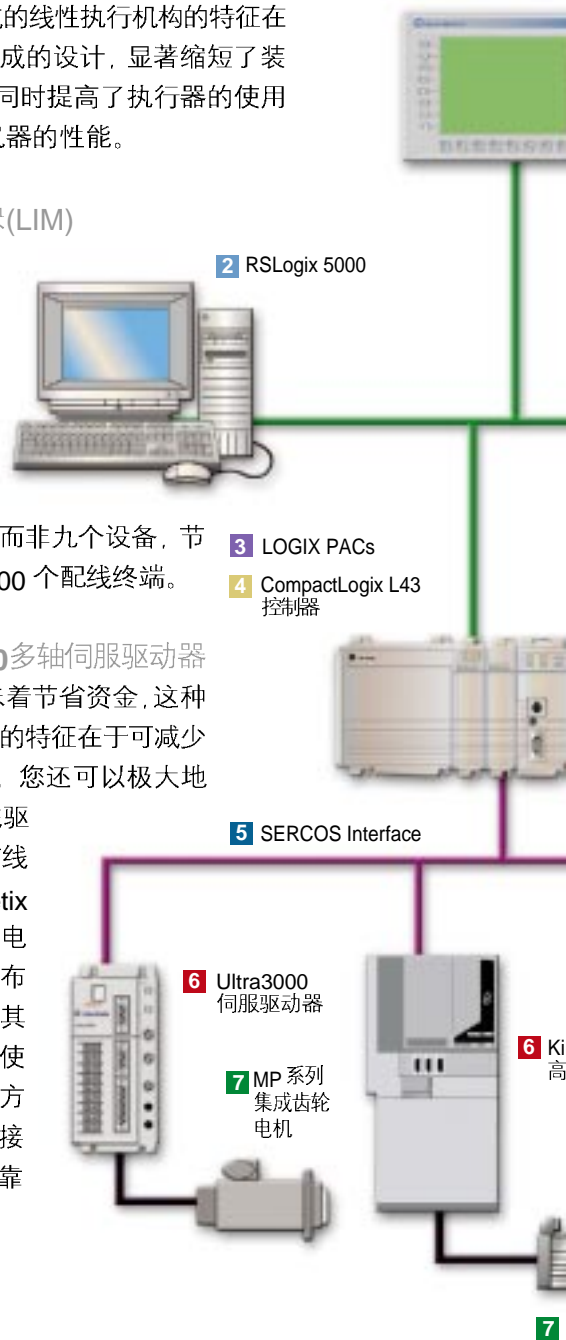 的线性执行机构的特征在
成的设计, 显著缩短了装
同时提高了执行器的使用
器的性能。
(LIM)
2 RSLogix 5000
而非九个设备, 节
00 个配线终端。
3 LOGIX PACs
4 CompactLogix L43
控制器
多轴伺服驱动器
着节省资金, 这种
的特征在于可减少
您还可以极大地
驱
线
tix
电
布
其
使
方
接
靠
5 SERCOS Interface
6 Ultra3000
伺服驱动器
7 MP 系列
集成齿轮
电机
6 Ki
高
7